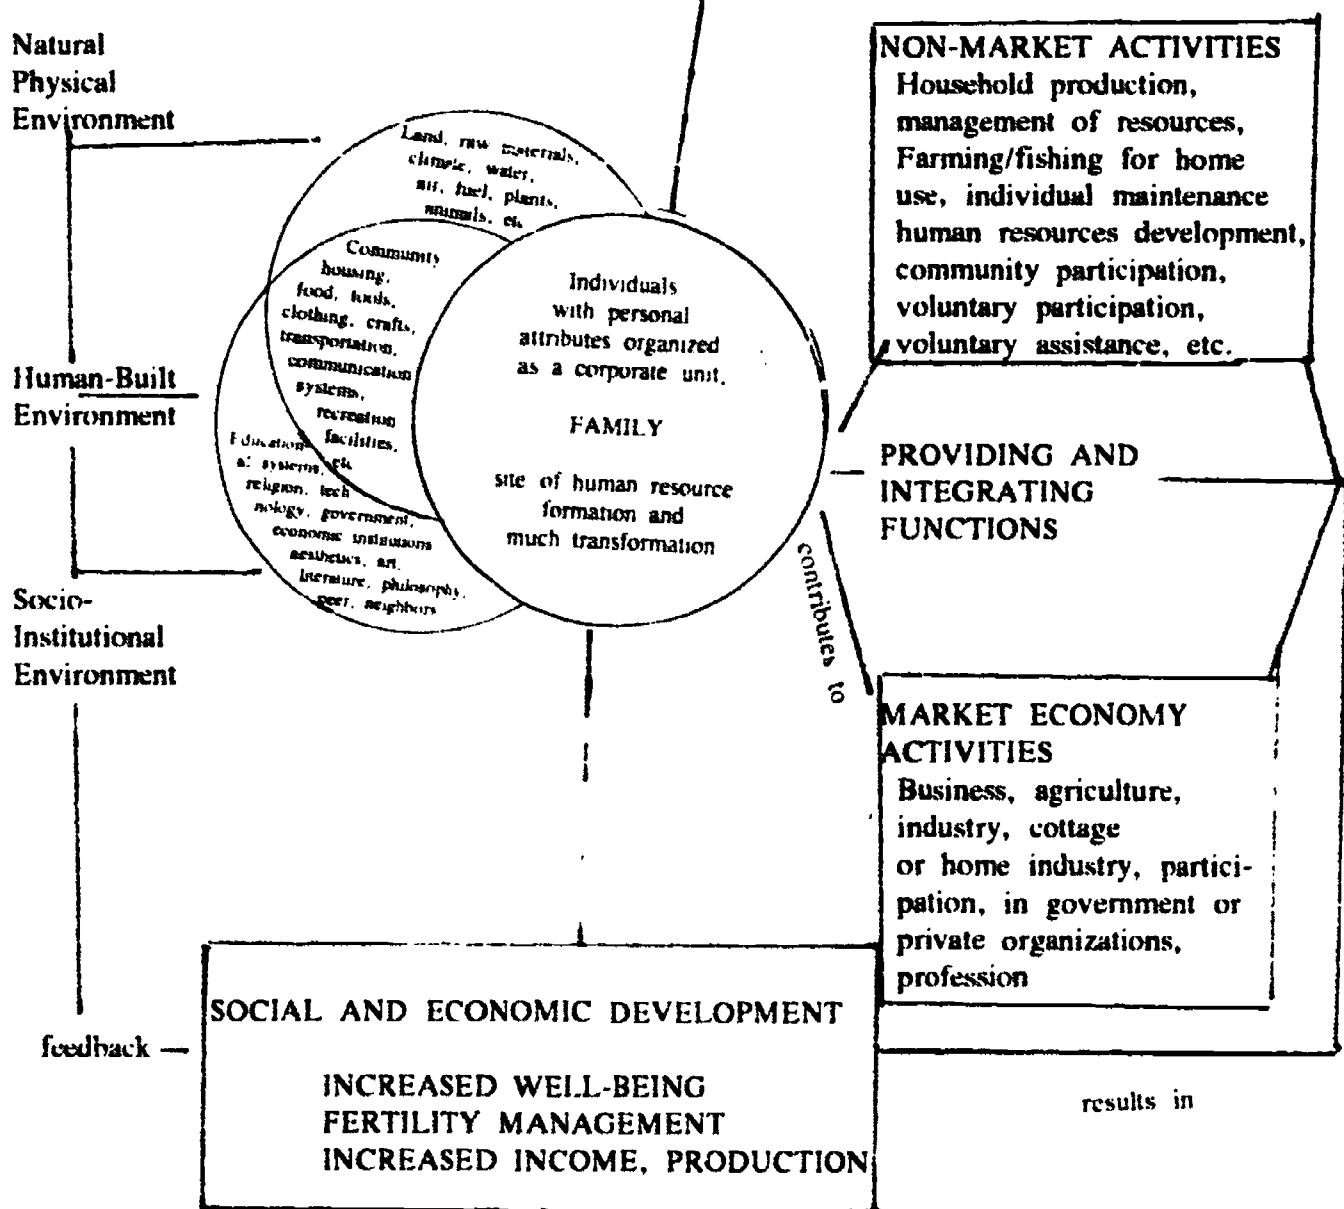 Natural
Physical
Environment
Land, raw materials,
climate, water,
air, fuel, plants,
animals, etc
Community
housing,
food, tools,
clothing, crafts,
transportation,
communication
systems,
recreation
facilities,
etc
Education-
al systems,
religion, tech
nology, government,
economic institutions
aesthetics, art,
literature, philosophy,
peer, neighbors
Individuals
with personal
attributes organized
as a corporate unit.
FAMILY
site of human resource
formation and
much transformation
Human-Built
Environment
Socio-
Institutional
Environment
NON-MARKET ACTIVITIES
Household production,
management of resources,
Farming/fishing for home
use, individual maintenance
human resources development,
community participation,
voluntary participation,
voluntary assistance, etc.
PROVIDING AND
INTEGRATING
FUNCTIONS
contributes to
MARKET ECONOMY
ACTIVITIES
Business, agriculture,
industry, cottage
or home industry, partici-
pation, in government or
private organizations,
profession
feedback
SOCIAL AND ECONOMIC DEVELOPMENT
INCREASED WELL-BEING
FERTILITY MANAGEMENT
INCREASED INCOME, PRODUCTION
results in